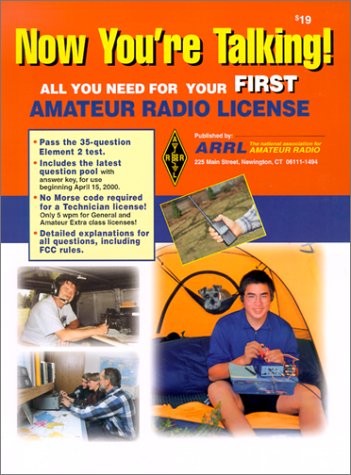 $19
Now You're Talking!
ALL YOU NEED FOR YOUR FIRST
AMATEUR RADIO LICENSE
• Pass the 35-question
Element 2 test.
• Includes the latest
question pool with
answer key, for use
beginning April 15, 2000.
• No Morse code required
for a Technician license!
Only 5 wpm for General and
Amateur Extra class licenses!
• Detailed explanations for
all questions, including
FCC rules.
A
R R L
Published by:
ARRL The national association for
AMATEUR RADIO
225 Main Street, Newington, CT 06111-1494